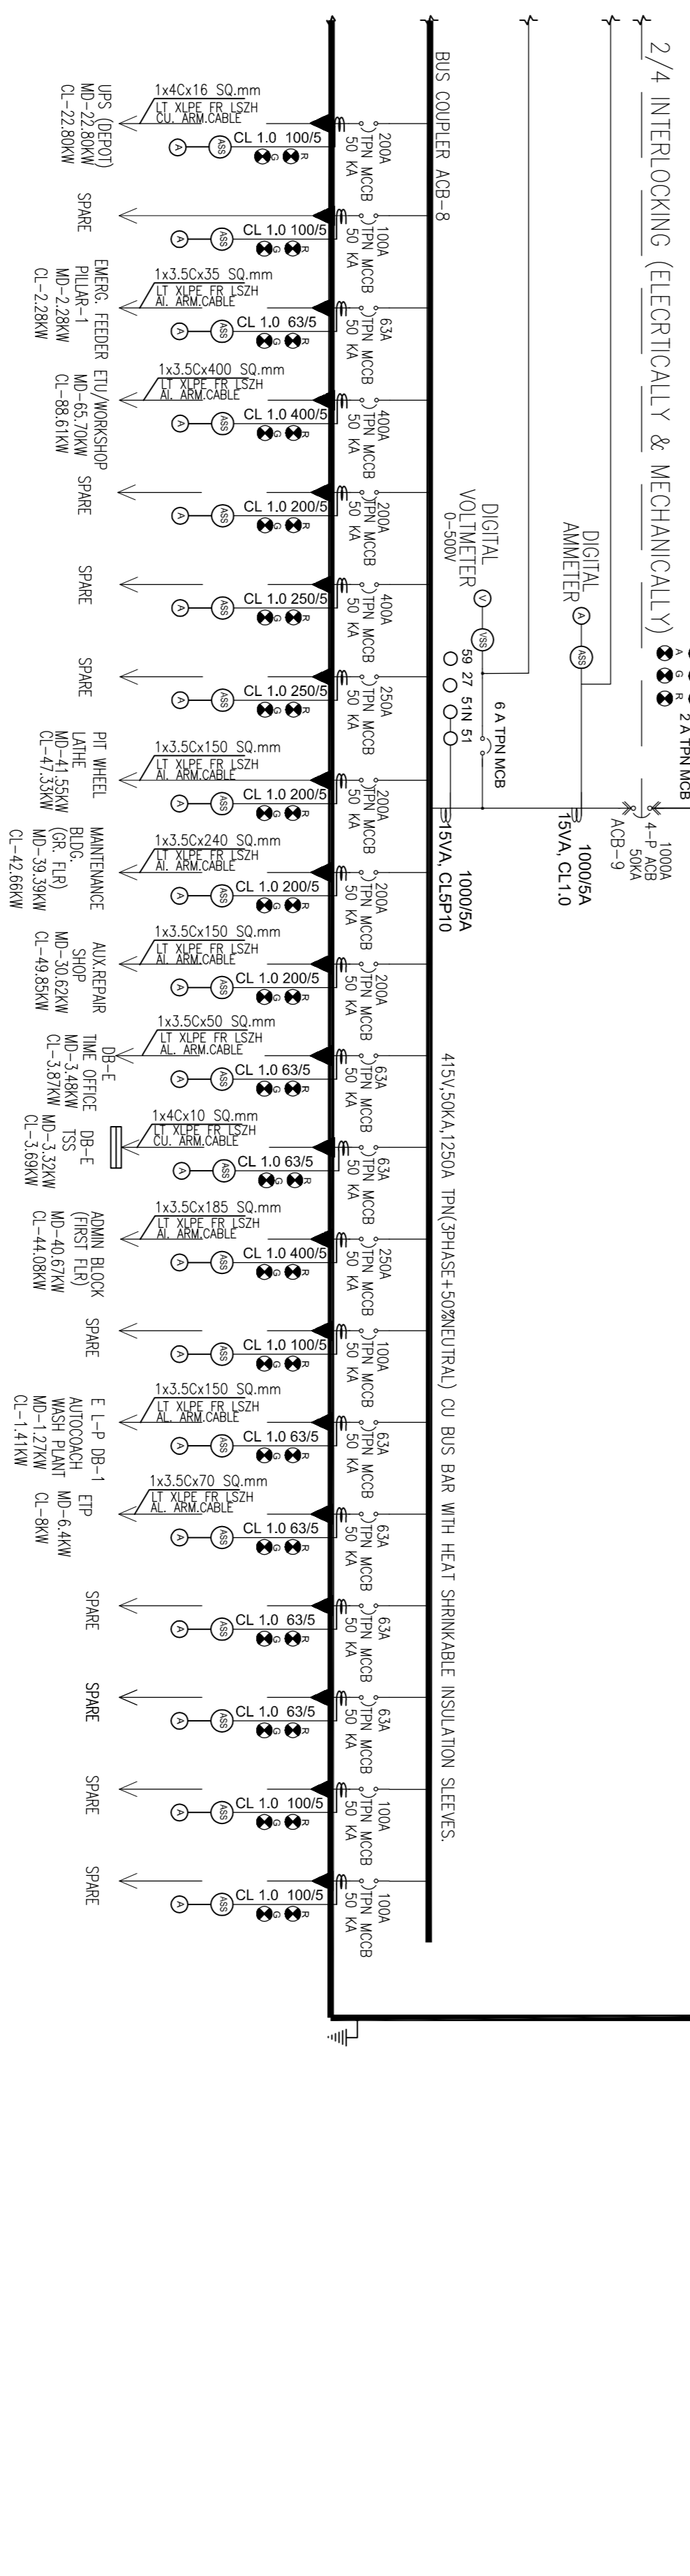 2/4 INTERLOCKING (ELECRTICALLY & MECHANICALLY)
A
G
R
2 A TPN MCB
1000A
4-P ACB
50KA
ACB-9
DIGITAL
AMMETER
A
ASS
1000/5A
15VA, CL1.0
DIGITAL
VOLTMETER
0-500V
V
VSS
6 A TPN MCB
59 27 51N 51
1000/5A
15VA, CL5P10
BUS COUPLER ACB-8
415V,50KA,1250A TPN(3PHASE+50%NEUTRAL) CU BUS BAR WITH HEAT SHRINKABLE INSULATION SLEEVES.
200A
TPN MCCB
50 KA
CL 1.0 100/5
R
G
ASS
A
1x4Cx16 SQ.mm
LT XLPE FR LSZH
CU. ARM.CABLE
UPS (DEPOT)
MD-22.80KW
CL-22.80KW
100A
TPN MCCB
50 KA
CL 1.0 100/5
R
G
ASS
A
SPARE
63A
TPN MCCB
50 KA
CL 1.0 63/5
R
G
ASS
A
1x3.5Cx35 SQ.mm
LT XLPE FR LSZH
Al. ARM.CABLE
EMERG. FEEDER
PILLAR-1
MD-2.28KW
CL-2.28KW
400A
TPN MCCB
50 KA
CL 1.0 400/5
R
G
ASS
A
1x3.5Cx400 SQ.mm
LT XLPE FR LSZH
Al. ARM.CABLE
ETU/WORKSHOP
MD-65.70KW
CL-88.61KW
200A
TPN MCCB
50 KA
CL 1.0 200/5
R
G
ASS
A
SPARE
400A
TPN MCCB
50 KA
CL 1.0 250/5
R
G
ASS
A
SPARE
250A
TPN MCCB
50 KA
CL 1.0 250/5
R
G
ASS
A
SPARE
200A
TPN MCCB
50 KA
CL 1.0 200/5
R
G
ASS
A
1x3.5Cx150 SQ.mm
LT XLPE FR LSZH
Al. ARM.CABLE
PIT WHEEL
LATHE
MD-41.55KW
CL-47.33KW
200A
TPN MCCB
50 KA
CL 1.0 200/5
R
G
ASS
A
1x3.5Cx240 SQ.mm
LT XLPE FR LSZH
Al. ARM.CABLE
MAINTENANCE
BLDG.
(GR. FLR)
MD-39.39KW
CL-42.66KW
200A
TPN MCCB
50 KA
CL 1.0 200/5
R
G
ASS
A
1x3.5Cx150 SQ.mm
LT XLPE FR LSZH
Al. ARM.CABLE
AUX.REPAIR
SHOP
MD-30.62KW
CL-49.85KW
63A
TPN MCCB
50 KA
CL 1.0 63/5
R
G
ASS
A
1x3.5Cx50 SQ.mm
LT XLPE FR LSZH
AL. ARM.CABLE
DB-E
TIME OFFICE
MD-3.48KW
CL-3.87KW
63A
TPN MCCB
50 KA
CL 1.0 63/5
R
G
ASS
A
1x4Cx10 SQ.mm
LT XLPE FR LSZH
CU. ARM.CABLE
DB-E
TSS
MD-3.32KW
CL-3.69KW
250A
TPN MCCB
50 KA
CL 1.0 400/5
R
G
ASS
A
1x3.5Cx185 SQ.mm
LT XLPE FR LSZH
Al. ARM.CABLE
ADMIN BLOCK
(FIRST FLR)
MD-40.67KW
CL-44.08KW
100A
TPN MCCB
50 KA
CL 1.0 100/5
R
G
ASS
A
SPARE
63A
TPN MCCB
50 KA
CL 1.0 63/5
R
G
ASS
A
1x3.5Cx150 SQ.mm
LT XLPE FR LSZH
AL. ARM.CABLE
E L-P DB-1
AUTOCOACH
WASH PLANT
MD-1.27KW
CL-1.41KW
63A
TPN MCCB
50 KA
CL 1.0 63/5
R
G
ASS
A
1x3.5Cx70 SQ.mm
LT XLPE FR LSZH
AL. ARM.CABLE
ETP
MD-6.4KW
CL-8KW
63A
TPN MCCB
50 KA
CL 1.0 63/5
R
G
ASS
A
SPARE
63A
TPN MCCB
50 KA
CL 1.0 63/5
R
G
ASS
A
SPARE
100A
TPN MCCB
50 KA
CL 1.0 100/5
R
G
ASS
A
SPARE
100A
TPN MCCB
50 KA
CL 1.0 100/5
R
G
ASS
A
SPARE